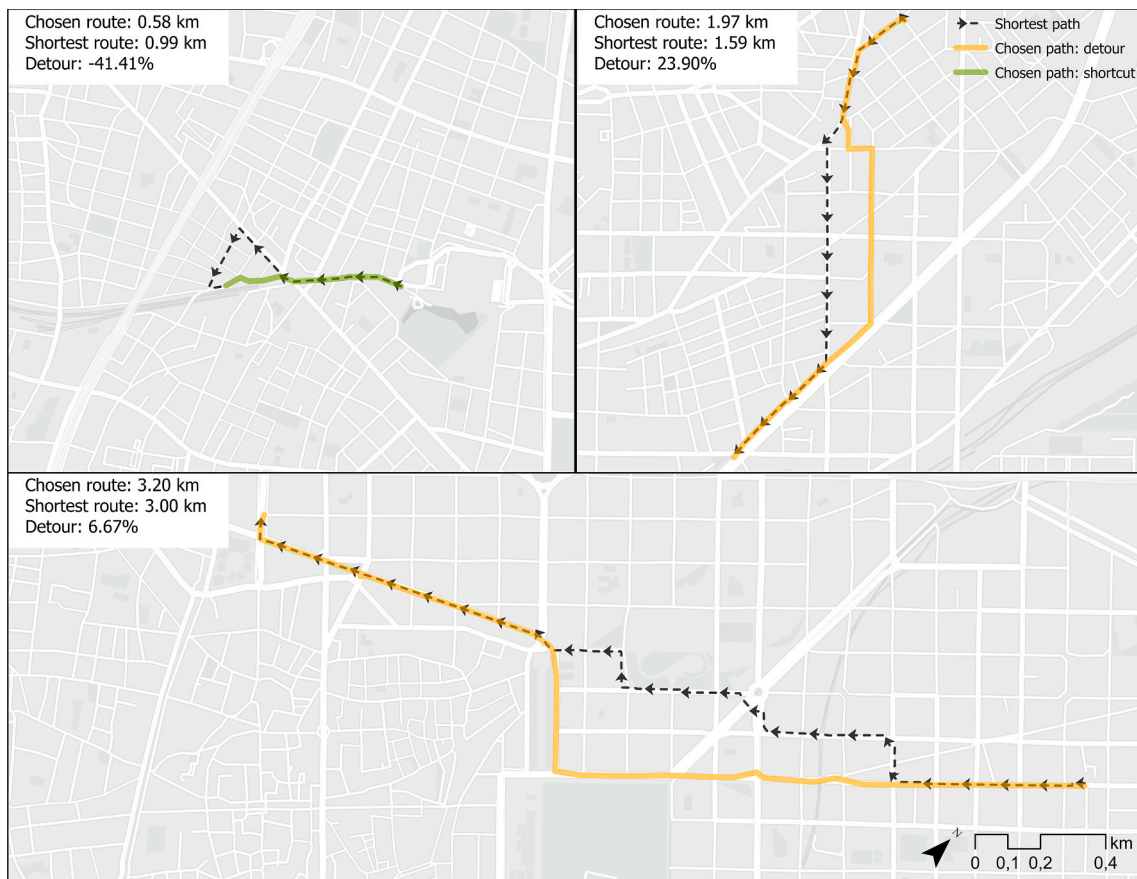 Chosen route: 0.58 km
Shortest route: 0.99 km
Detour: -41.41%
Chosen route: 1.97 km
Shortest route: 1.59 km
Detour: 23.90%
Shortest path
Chosen path: detour
Chosen path: shortcut
Chosen route: 3.20 km
Shortest route: 3.00 km
Detour: 6.67%
N
km
0 0,1 0,2 0,4